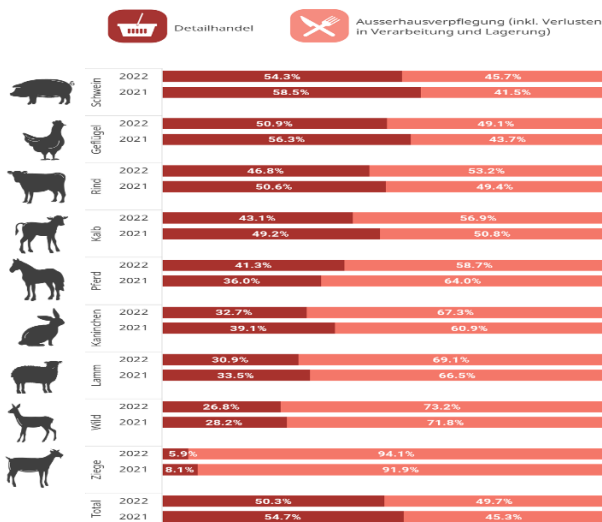 Detailhandel
Ausserhausverpflegung (inkl. Verlusten
in Verarbeitung und Lagerung)
Schwein
2022 54.3% 45.7%
2021 58.5% 41.5%
Geflügel
2022 50.9% 49.1%
2021 56.3% 43.7%
Rind
2022 46.8% 53.2%
2021 50.6% 49.4%
Kalb
2022 43.1% 56.9%
2021 49.2% 50.8%
Pferd
2022 41.3% 58.7%
2021 36.0% 64.0%
Kaninchen
2022 32.7% 67.3%
2021 39.1% 60.9%
Lamm
2022 30.9% 69.1%
2021 33.5% 66.5%
Wild
2022 26.8% 73.2%
2021 28.2% 71.8%
Ziege
2022 5.9% 94.1%
2021 8.1% 91.9%
Total
2022 50.3% 49.7%
2021 54.7% 45.3%